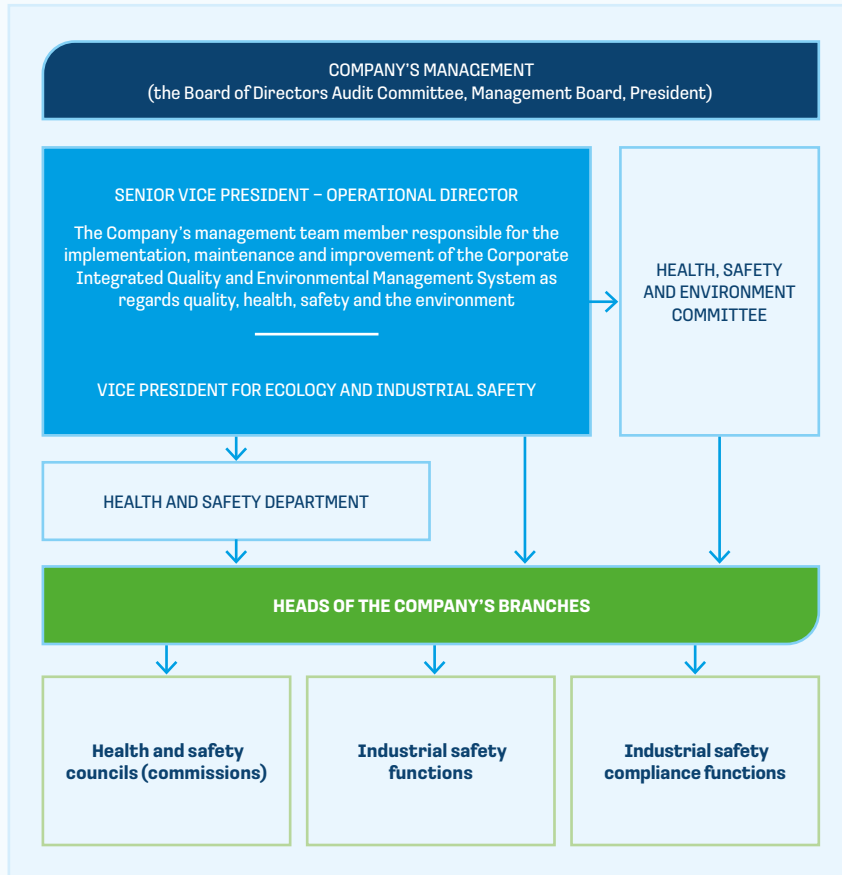 COMPANY'S MANAGEMENT
(the Board of Directors Audit Committee, Management Board, President)
SENIOR VICE PRESIDENT – OPERATIONAL DIRECTOR
The Company's management team member responsible for the
implementation, maintenance and improvement of the Corporate
Integrated Quality and Environmental Management System as
regards quality, health, safety and the environment
VICE PRESIDENT FOR ECOLOGY AND INDUSTRIAL SAFETY
HEALTH, SAFETY
AND ENVIRONMENT
COMMITTEE
HEALTH AND SAFETY DEPARTMENT
HEADS OF THE COMPANY'S BRANCHES
Health and safety
councils (commissions)
Industrial safety
functions
Industrial safety
compliance functions